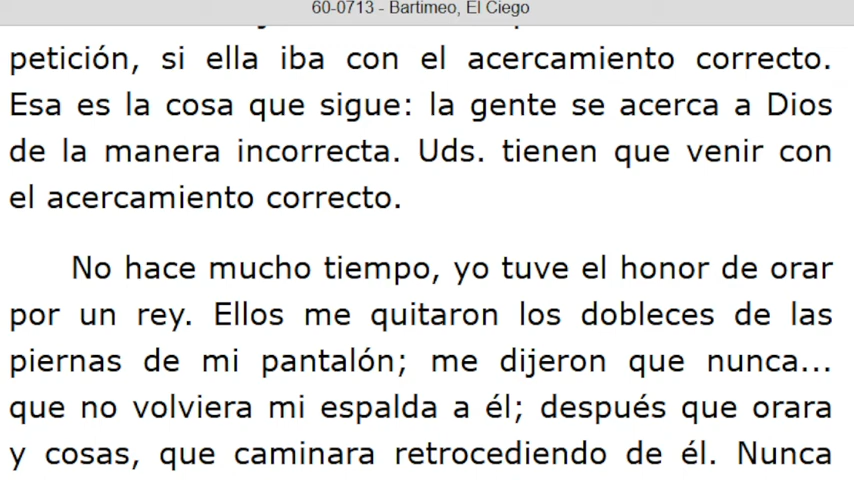 60-0713 - Bartimeo, El Ciego
petición, si ella iba con el acercamiento correcto.
Esa es la cosa que sigue: la gente se acerca a Dios
de la manera incorrecta. Uds. tienen que venir con
el acercamiento correcto.
No hace mucho tiempo, yo tuve el honor de orar
por un rey. Ellos me quitaron los dobleces de las
piernas de mi pantalón; me dijeron que nunca...
que no volviera mi espalda a él; después que orara
y cosas, que caminara retrocediendo de él. Nunca